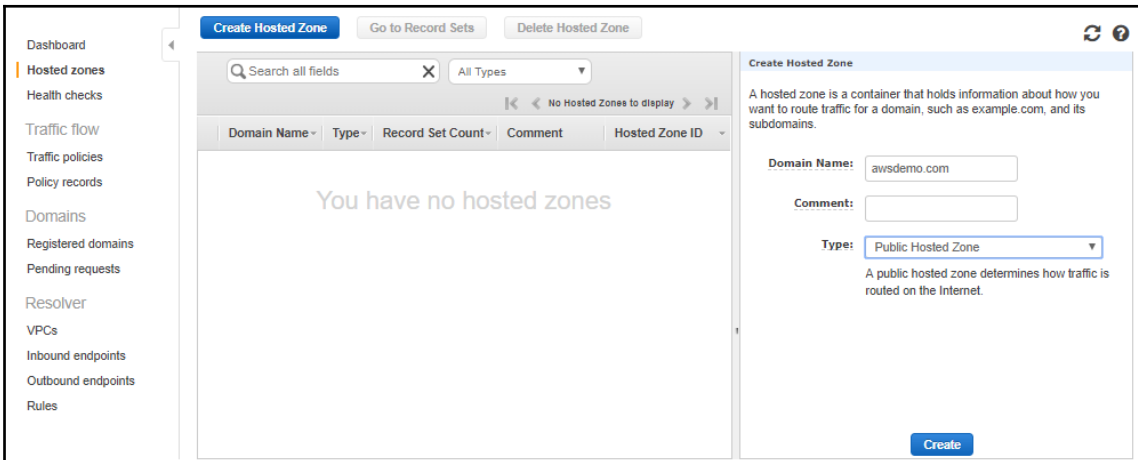 Create Hosted Zone
Go to Record Sets
Delete Hosted Zone
Dashboard
Hosted zones
Health checks
Traffic flow
Traffic policies
Policy records
Domains
Registered domains
Pending requests
Resolver
VPCs
Inbound endpoints
Outbound endpoints
Rules
Search all fields
All Types
No Hosted Zones to display
Domain Name Type Record Set Count Comment Hosted Zone ID
You have no hosted zones
Create Hosted Zone
A hosted zone is a container that holds information about how you
want to route traffic for a domain, such as example.com, and its
subdomains.
Domain Name: awsdemo.com
Comment:
Type: Public Hosted Zone
A public hosted zone determines how traffic is
routed on the Internet.
Create